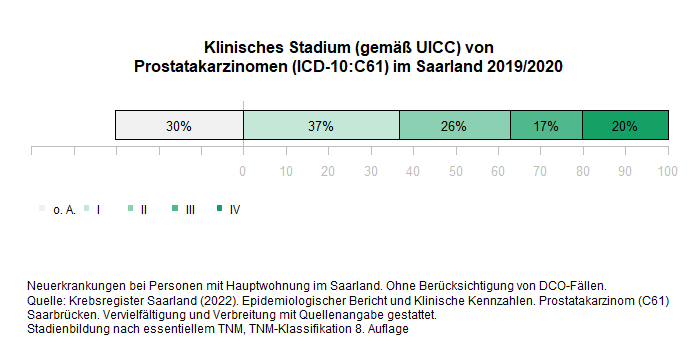 Klinisches Stadium (gemäß UICC) von
Prostatakarzinomen (ICD-10:C61) im Saarland 2019/2020
30% 37% 26% 17% 20%
0 10 20 30 40 50 60 70 80 90 100
o. A. I II III IV
Neuerkrankungen bei Personen mit Hauptwohnung im Saarland. Ohne Berücksichtigung von DCO-Fällen.
Quelle: Krebsregister Saarland (2022). Epidemiologischer Bericht und Klinische Kennzahlen. Prostatakarzinom (C61)
Saarbrücken. Vervielfältigung und Verbreitung mit Quellenangabe gestattet.
Stadienbildung nach essentiellem TNM, TNM-Klassifikation 8. Auflage